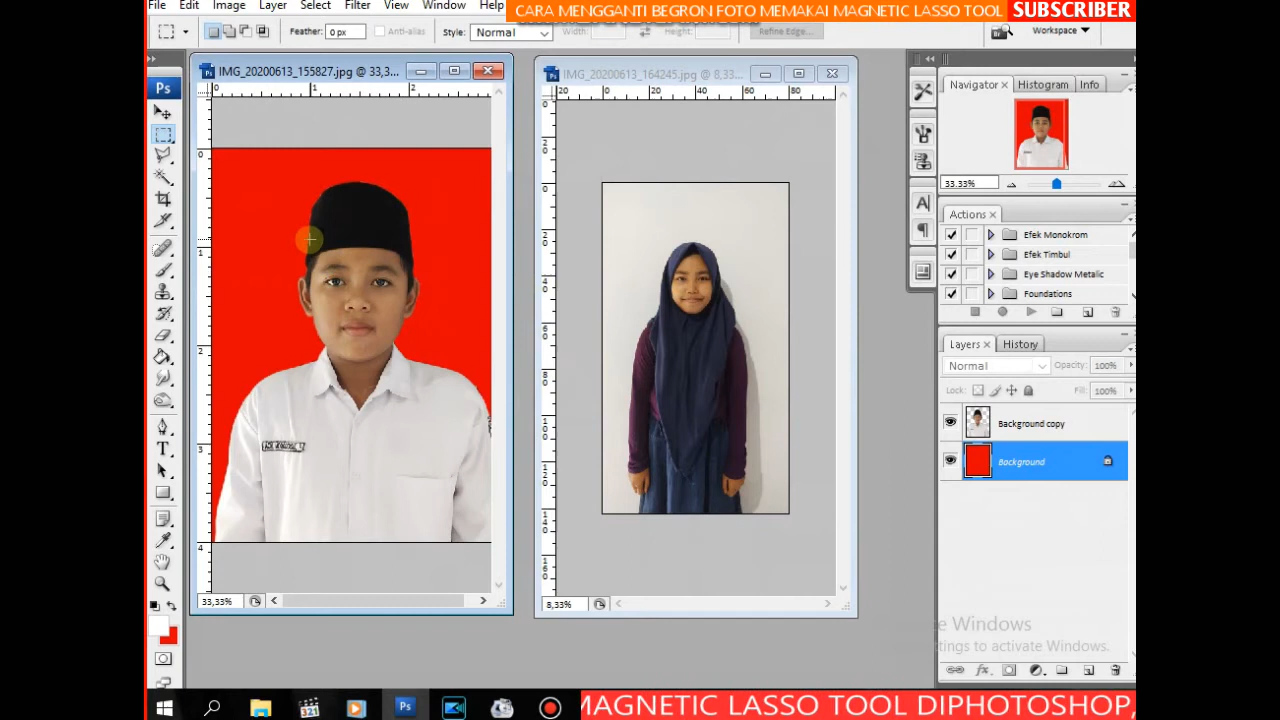 CARA MENGGANTI BEGRON FOTO MEMAKAI MAGNETIC LASSO TOOL SUBSCRIBER
File Edit Image Layer Select Filter View Window Help
Feather: 0 px Anti-alias Style: Normal Width: Height: Refine Edge... Workspace
IMG_20200613_155827.jpg @ 33,3...
IMG_20200613_164245.jpg @ 8,33...
Navigator Histogram Info
33.33%
Actions
Efek Monokrom
Efek Timbul
Eye Shadow Metalic
Foundations
Layers History
Normal Opacity: 100%
Lock: Fill: 100%
Background copy
Background
33,33%
8,33%
e Windows
tings to activate Windows.
MAGNETIC LASSO TOOL DIPHOTOSHOP,